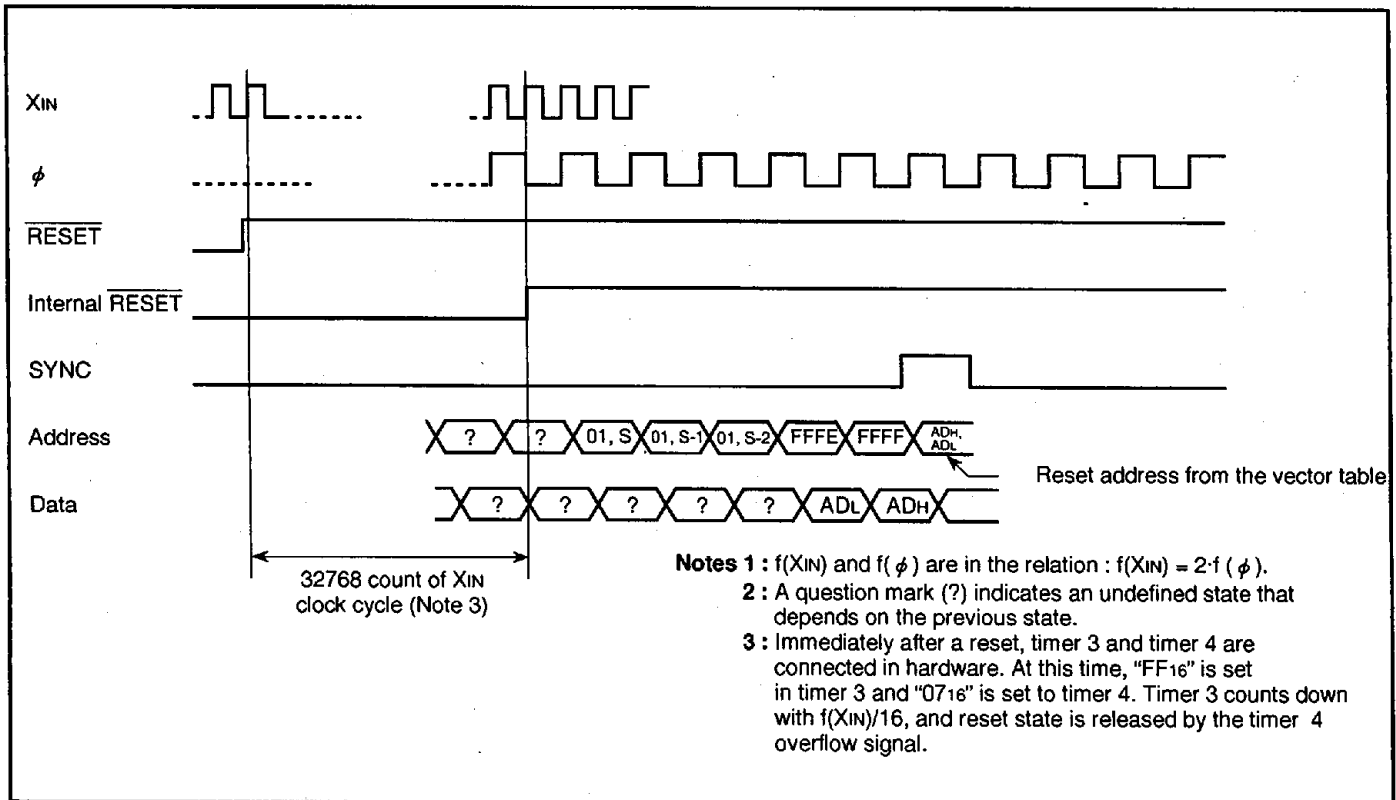 XIN
ϕ
RESET
Internal RESET
SYNC
Address
? ? 01, S 01, S-1 01, S-2 FFFE FFFF ADH, ADL
Reset address from the vector table
Data
? ? ? ? ? ADL ADH
32768 count of XIN
clock cycle (Note 3)
Notes 1 : f(XIN) and f( ϕ ) are in the relation : f(XIN) = 2·f ( ϕ ).
2 : A question mark (?) indicates an undefined state that
depends on the previous state.
3 : Immediately after a reset, timer 3 and timer 4 are
connected in hardware. At this time, “FF16” is set
in timer 3 and “0716” is set to timer 4. Timer 3 counts down
with f(XIN)/16, and reset state is released by the timer 4
overflow signal.